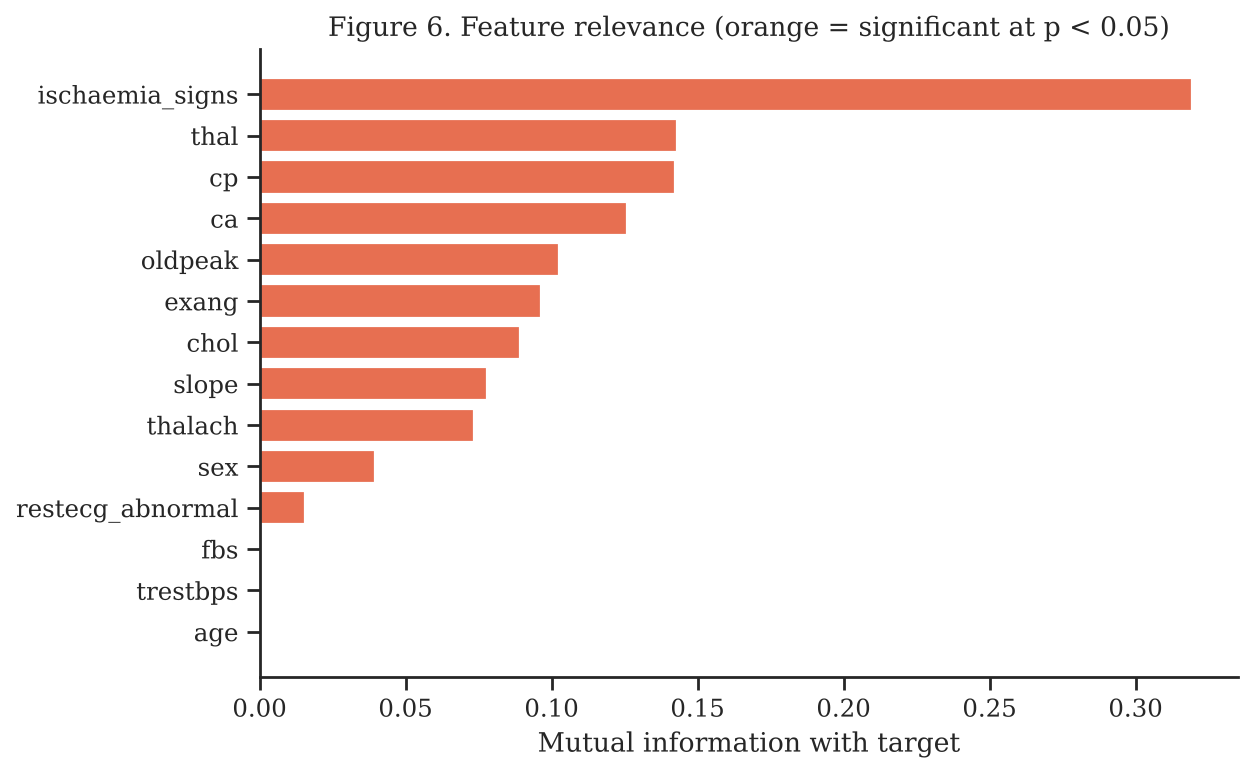 Figure 6. Feature relevance (orange = significant at p < 0.05)
ischaemia_signs
thal
cp
ca
oldpeak
exang
chol
slope
thalach
sex
restecg_abnormal
fbs
trestbps
age
0.00 0.05 0.10 0.15 0.20 0.25 0.30
Mutual information with target